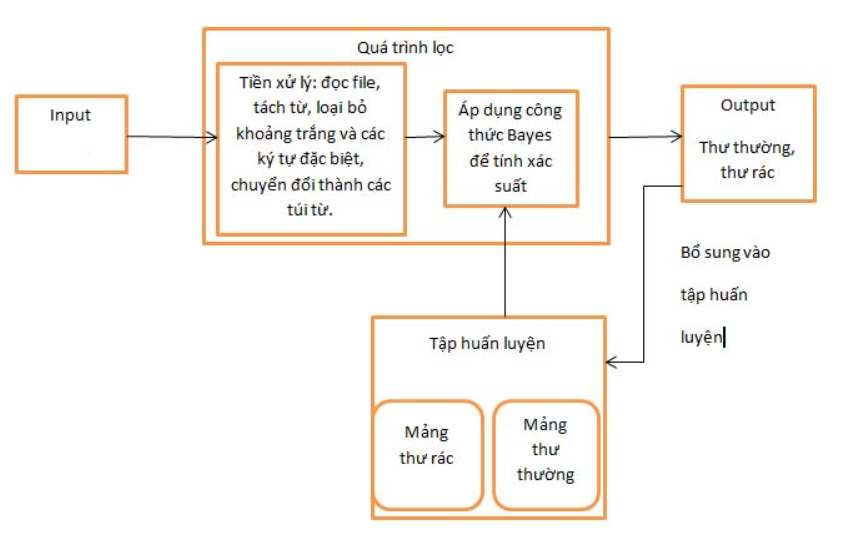 Quá trình lọc
Input
Tiền xử lý: đọc file,
tách từ, loại bỏ
khoảng trắng và các
ký tự đặc biệt,
chuyển đổi thành các
túi từ.
Áp dụng công
thức Bayes
để tính xác
suất
Output
Thư thường,
thư rác
Bổ sung vào
tập huấn
luyện
Tập huấn luyện
Mảng
thư rác
Mảng
thư
thường